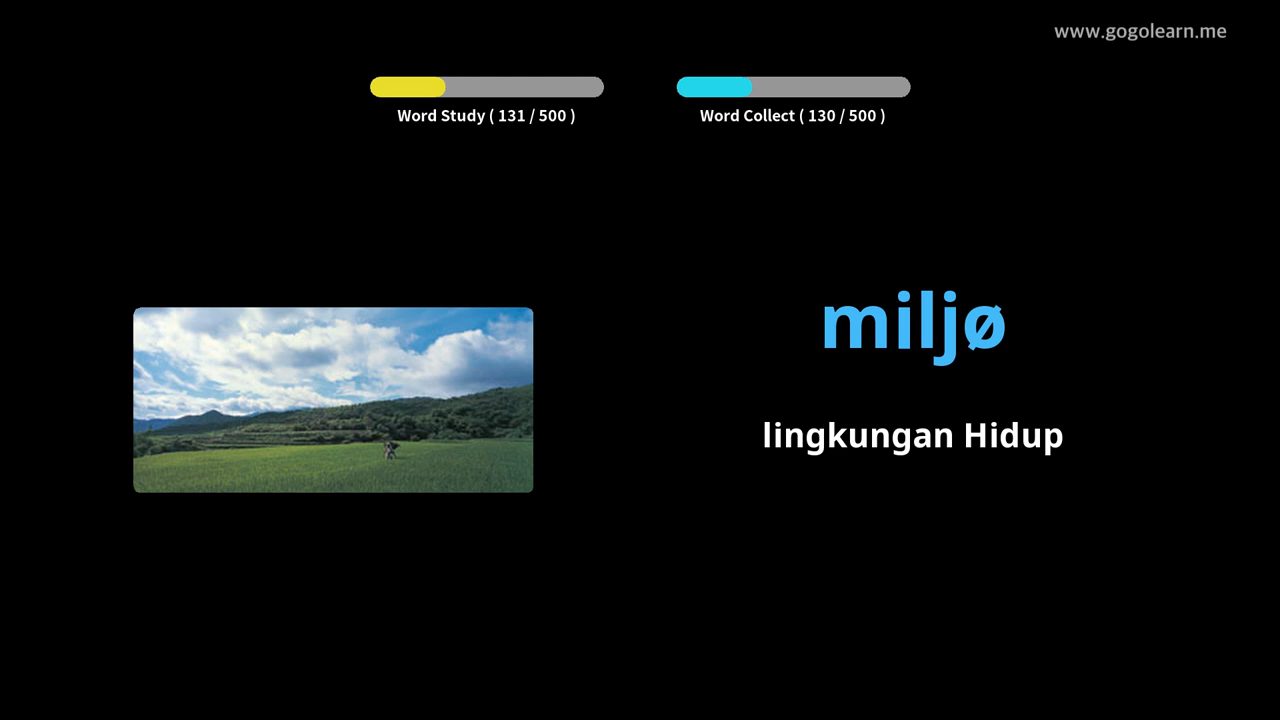 www.gogolearn.me
Word Study ( 131 / 500 )
Word Collect ( 130 / 500 )
miljø
lingkungan Hidup